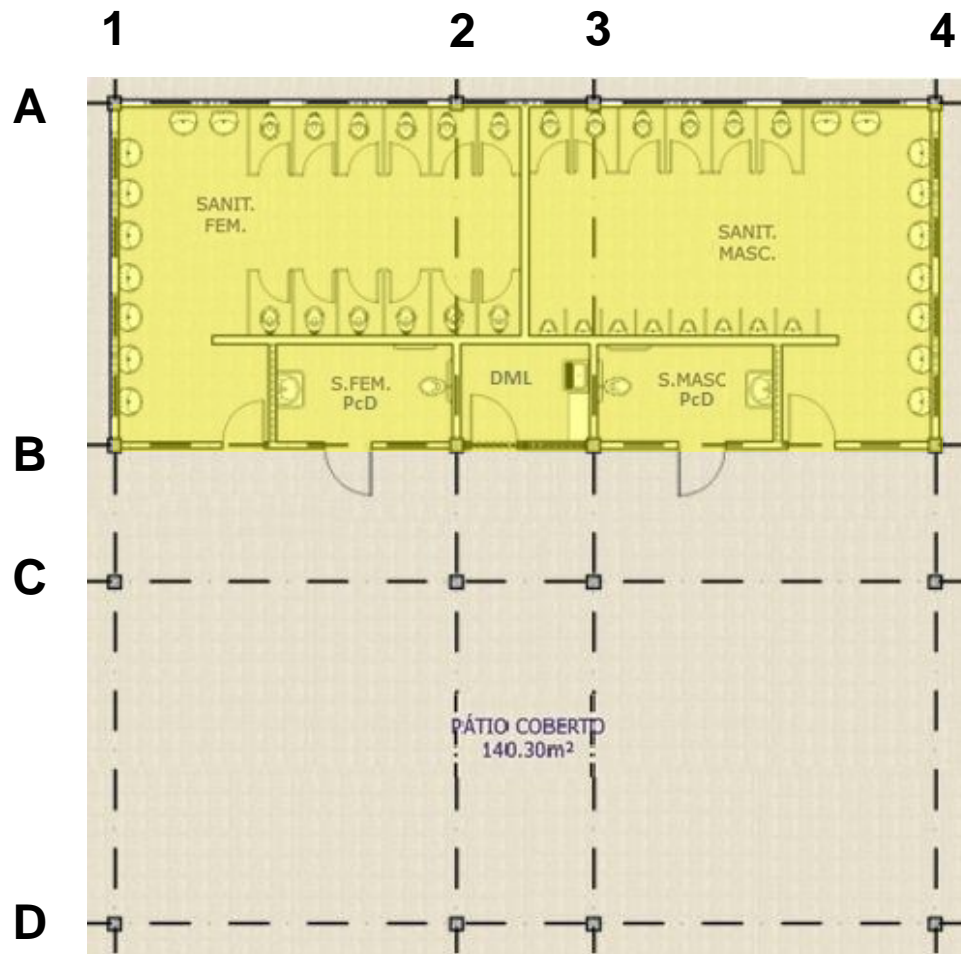 1 2 3 4
A
SANIT.
FEM.
SANIT.
MASC.
S.FEM.
PcD
DML
S.MASC
PcD
B
C
PÁTIO COBERTO
140.30m²
D